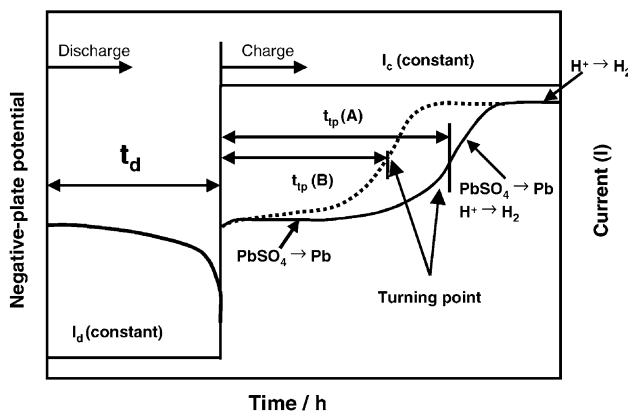 Discharge
Charge
I_c (constant)
H⁺ → H₂
t_tp (A)
t_d
t_tp (B)
PbSO₄ → Pb
H⁺ → H₂
PbSO₄ → Pb
Turning point
I_d (constant)
Negative-plate potential
Current (I)
Time / h